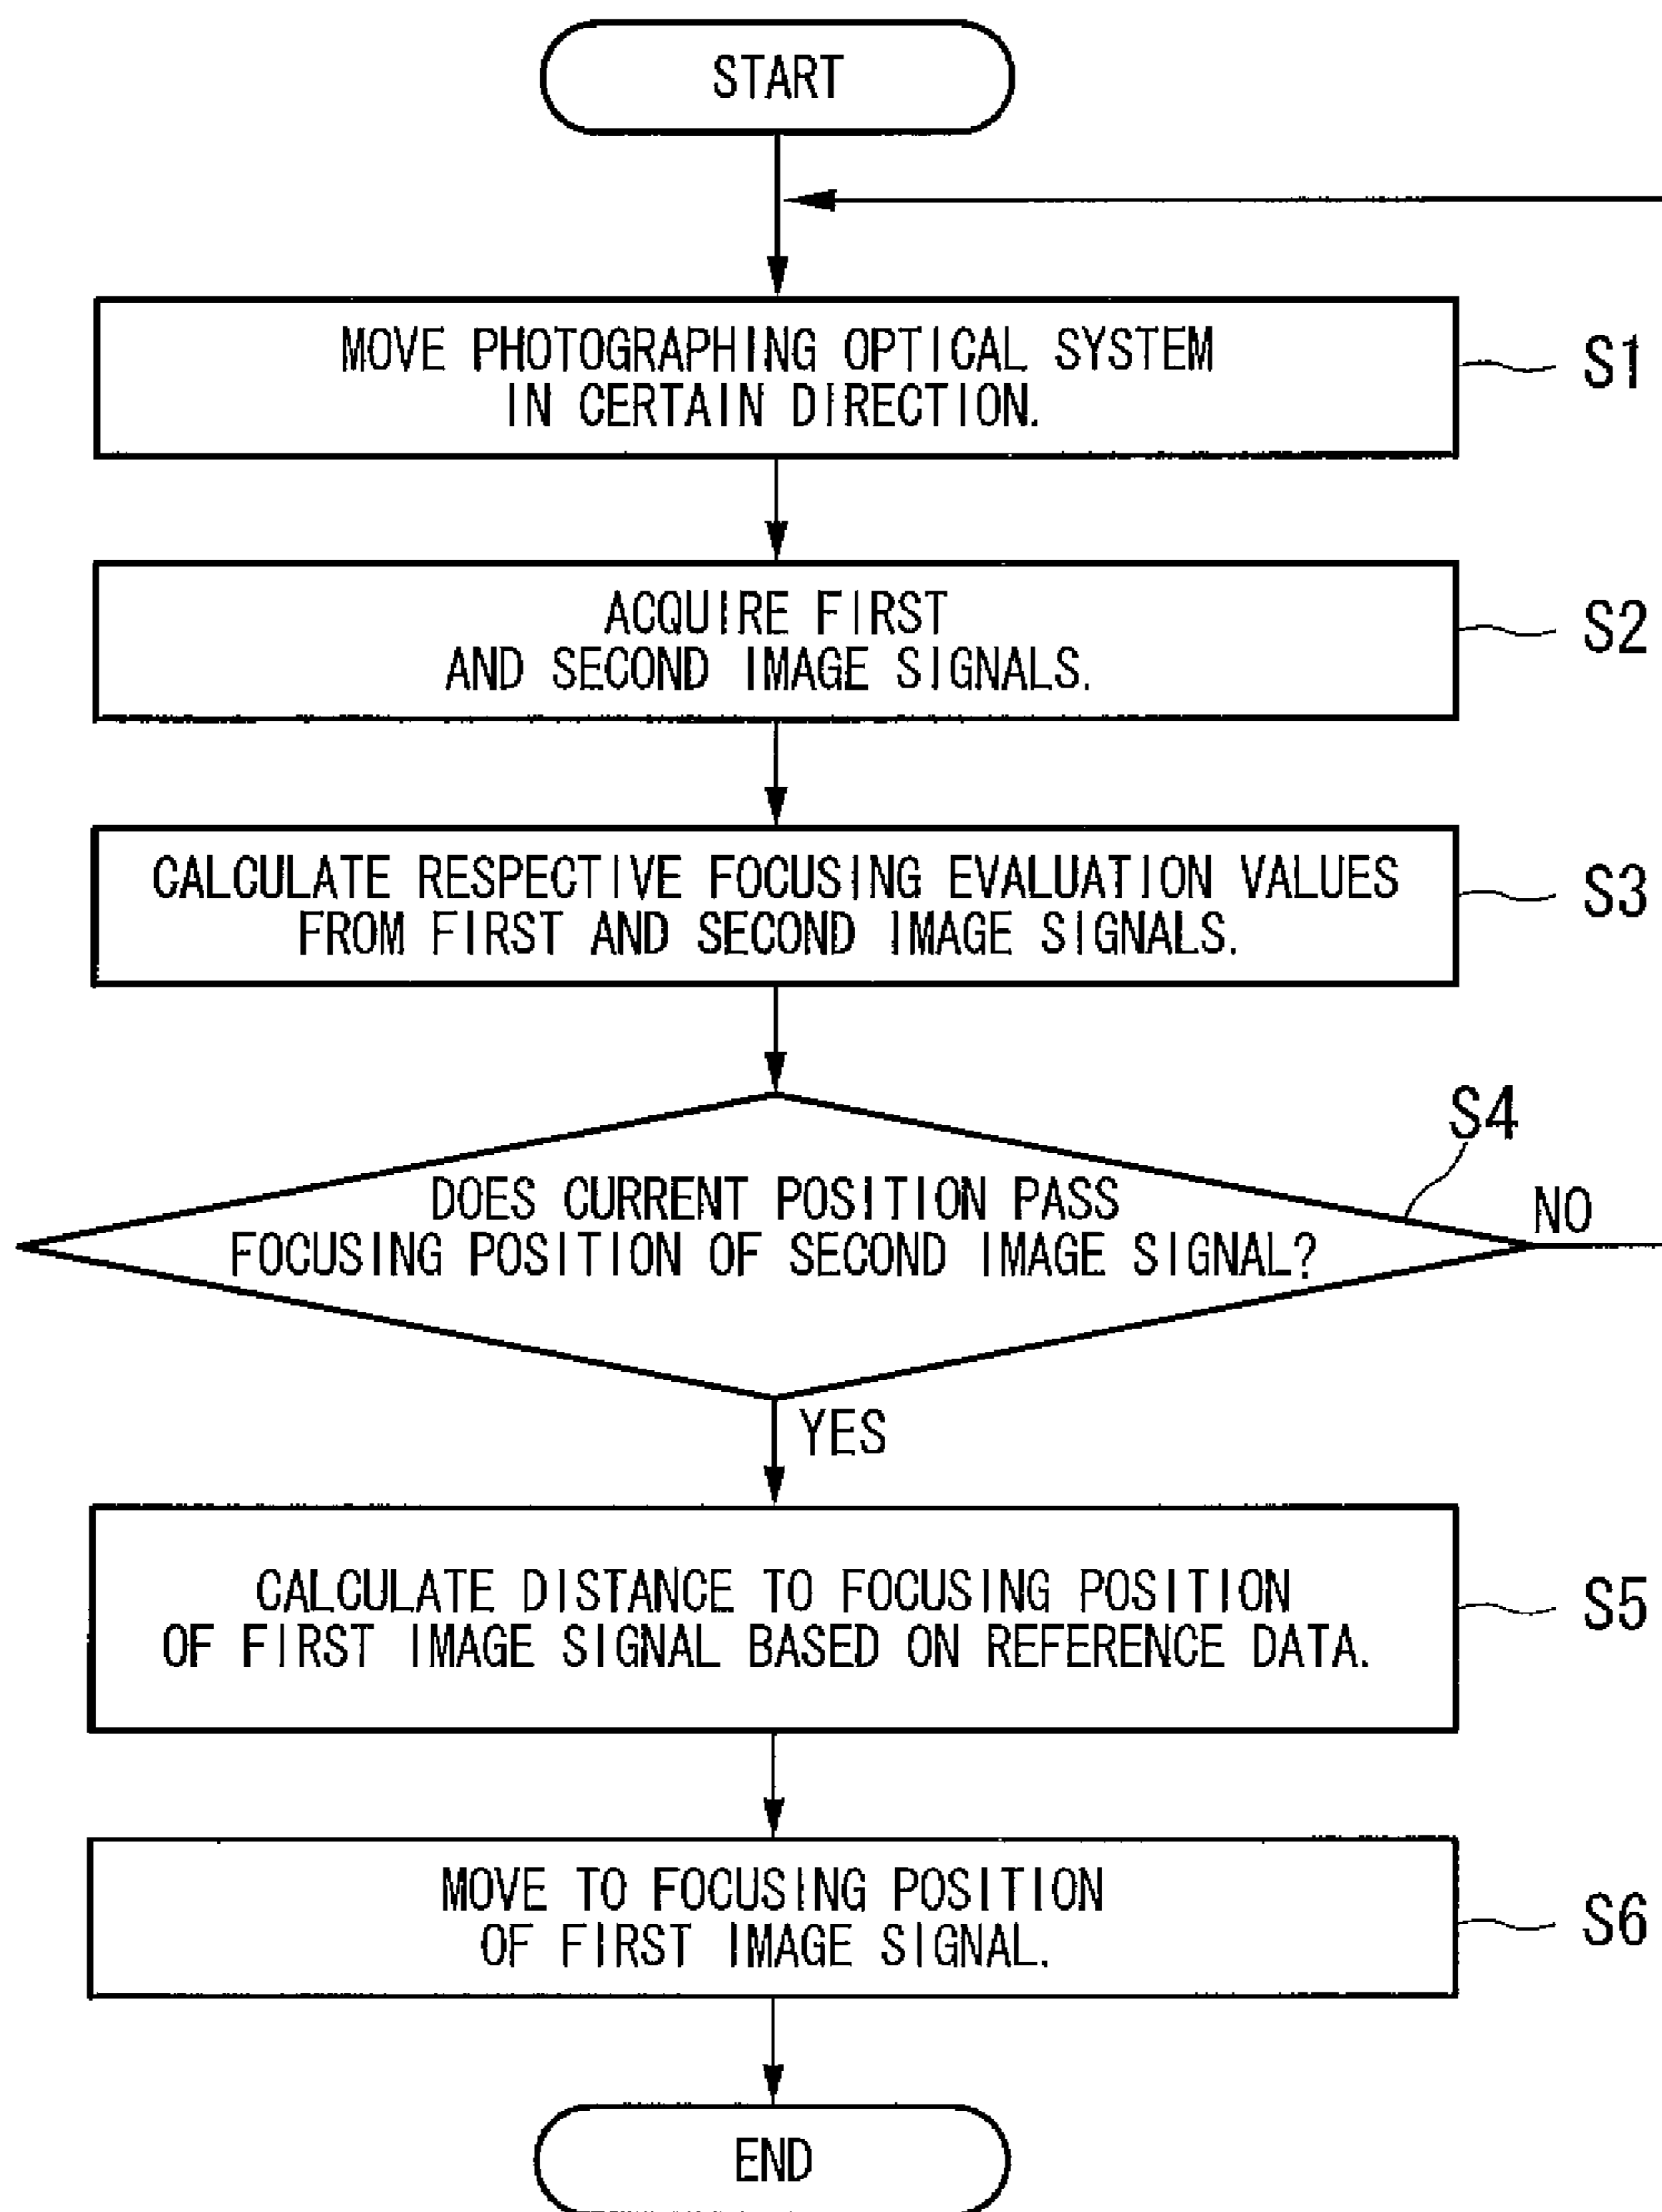 START
MOVE PHOTOGRAPHING OPTICAL SYSTEM
IN CERTAIN DIRECTION.
S1
ACQUIRE FIRST
AND SECOND IMAGE SIGNALS.
S2
CALCULATE RESPECTIVE FOCUSING EVALUATION VALUES
FROM FIRST AND SECOND IMAGE SIGNALS.
S3
S4
DOES CURRENT POSITION PASS
FOCUSING POSITION OF SECOND IMAGE SIGNAL?
NO
YES
CALCULATE DISTANCE TO FOCUSING POSITION
OF FIRST IMAGE SIGNAL BASED ON REFERENCE DATA.
S5
MOVE TO FOCUSING POSITION
OF FIRST IMAGE SIGNAL.
S6
END